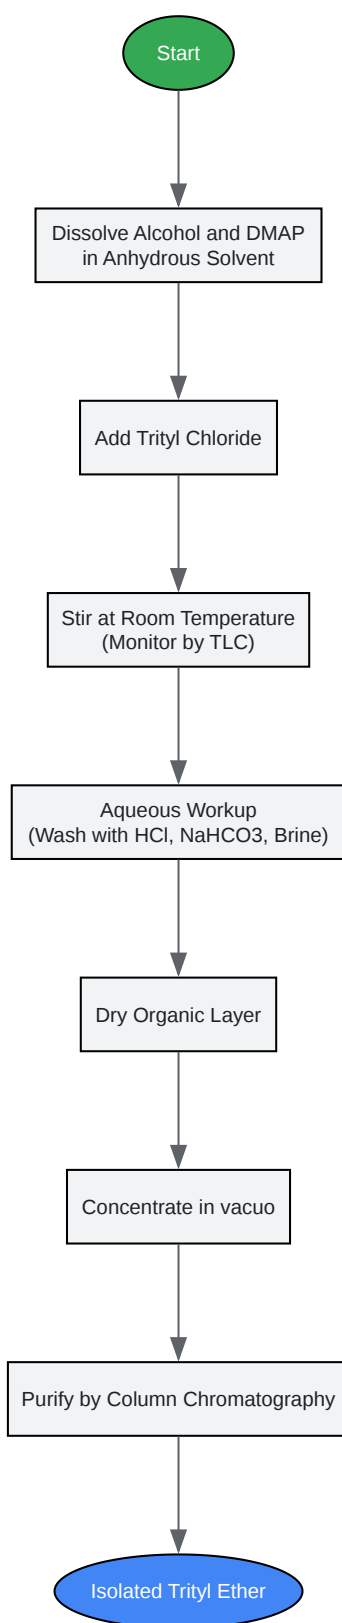 Start
Dissolve Alcohol and DMAP
in Anhydrous Solvent
Add Trityl Chloride
Stir at Room Temperature
(Monitor by TLC)
Aqueous Workup
(Wash with HCl, NaHCO3, Brine)
Dry Organic Layer
Concentrate in vacuo
Purify by Column Chromatography
Isolated Trityl Ether